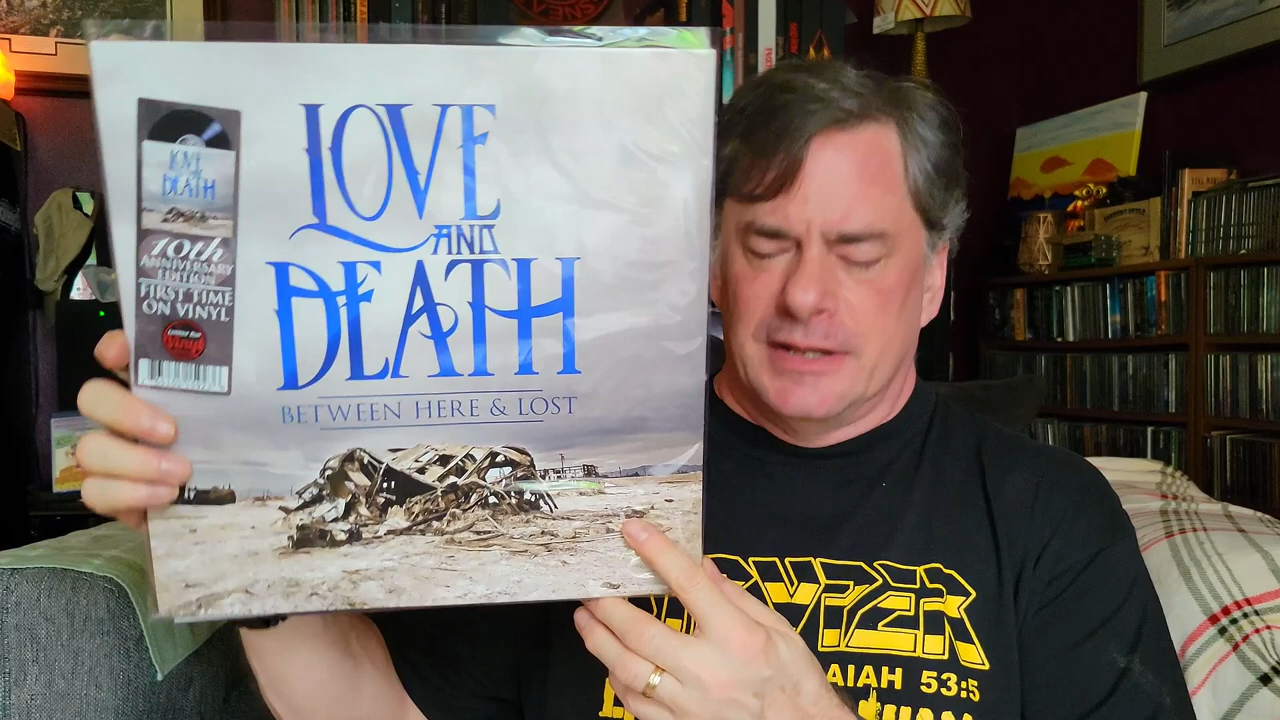 LOVE
AND
DEATH
BETWEEN HERE & LOST
LOVE
DEATH
10th
ANNIVERSARY
EDITION
FIRST TIME
ON VINYL
Vinyl
YPER
AIAH 53:5